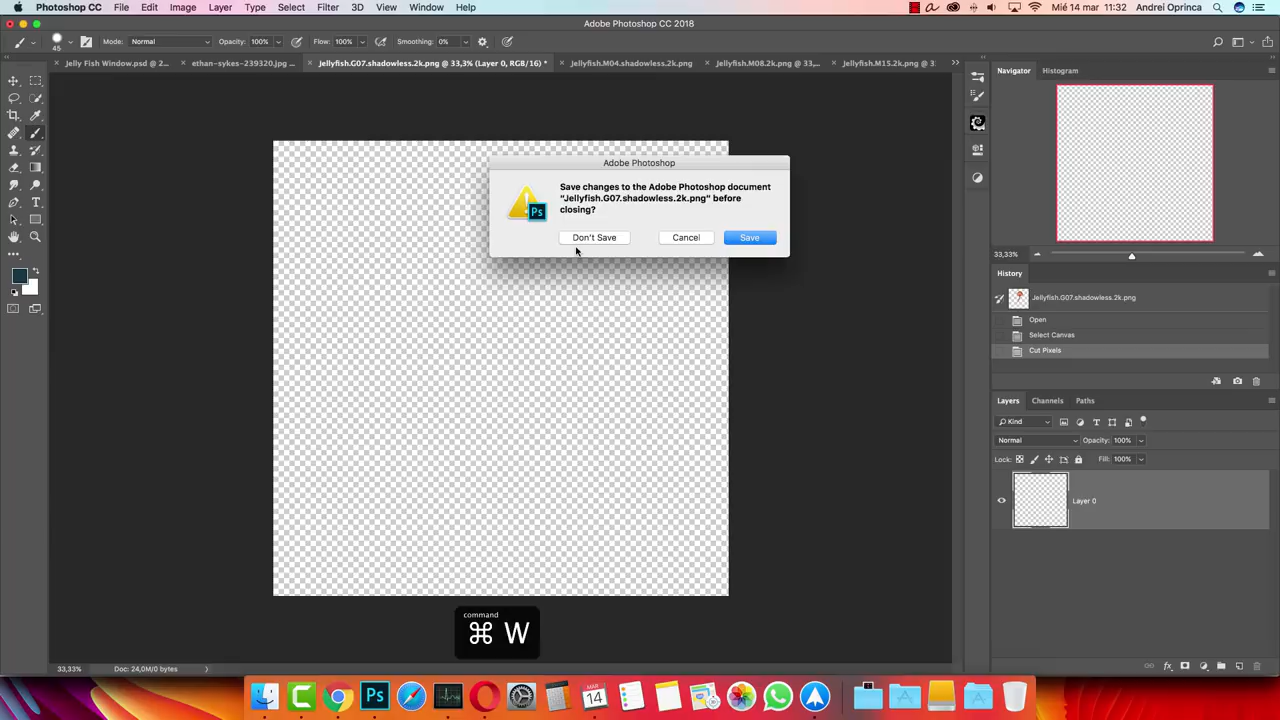 Photoshop CC File Edit Image Layer Type Select Filter 3D View Window Help Mié 14 mar 11:32 Andrei Oprinca
Adobe Photoshop CC 2018
45 Mode: Normal Opacity: 100% Flow: 100% Smoothing: 0%
Jelly Fish Window.psd @ 2... ethan-sykes-239320.jpg ... Jellyfish.G07.shadowless.2k.png @ 33,3% (Layer 0, RGB/16) * Jellyfish.M04.shadowless.2k.png Jellyfish.M08.2k.png @ 33,... Jellyfish.M15.2k.png @ 33
Navigator Histogram
Adobe Photoshop
Save changes to the Adobe Photoshop document
“Jellyfish.G07.shadowless.2k.png” before
closing?
Don't Save Cancel Save
33,33%
History
Jellyfish.G07.shadowless.2k.png
Open
Select Canvas
Cut Pixels
Layers Channels Paths
Kind
Normal Opacity: 100%
Lock: Fill: 100%
Layer 0
command
⌘ W
33,33% Doc: 24,0M/0 bytes
Ps MAR 14